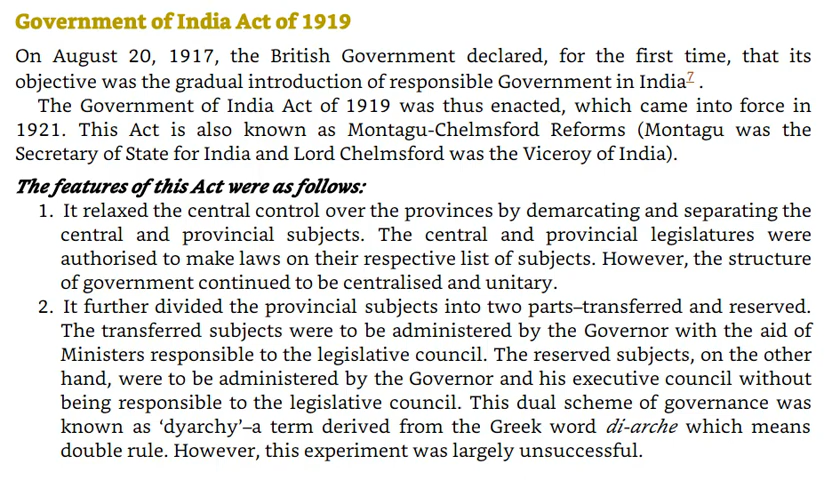 Government of India Act of 1919
On August 20, 1917, the British Government declared, for the first time, that its
objective was the gradual introduction of responsible Government in India7 .
The Government of India Act of 1919 was thus enacted, which came into force in
1921. This Act is also known as Montagu-Chelmsford Reforms (Montagu was the
Secretary of State for India and Lord Chelmsford was the Viceroy of India).
The features of this Act were as follows:
1. It relaxed the central control over the provinces by demarcating and separating the
central and provincial subjects. The central and provincial legislatures were
authorised to make laws on their respective list of subjects. However, the structure
of government continued to be centralised and unitary.
2. It further divided the provincial subjects into two parts–transferred and reserved.
The transferred subjects were to be administered by the Governor with the aid of
Ministers responsible to the legislative council. The reserved subjects, on the other
hand, were to be administered by the Governor and his executive council without
being responsible to the legislative council. This dual scheme of governance was
known as ‘dyarchy’–a term derived from the Greek word di-arche which means
double rule. However, this experiment was largely unsuccessful.